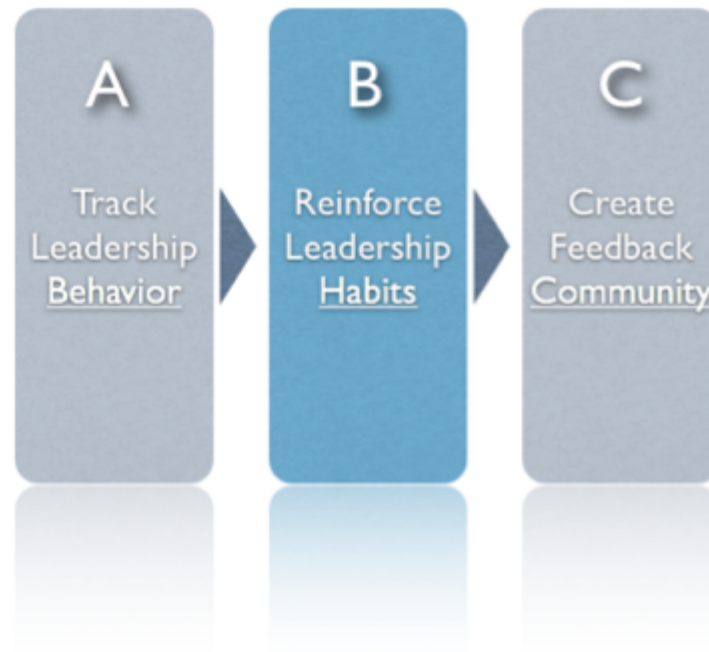 A
Track
Leadership
Behavior
B
Reinforce
Leadership
Habits
C
Create
Feedback
Community